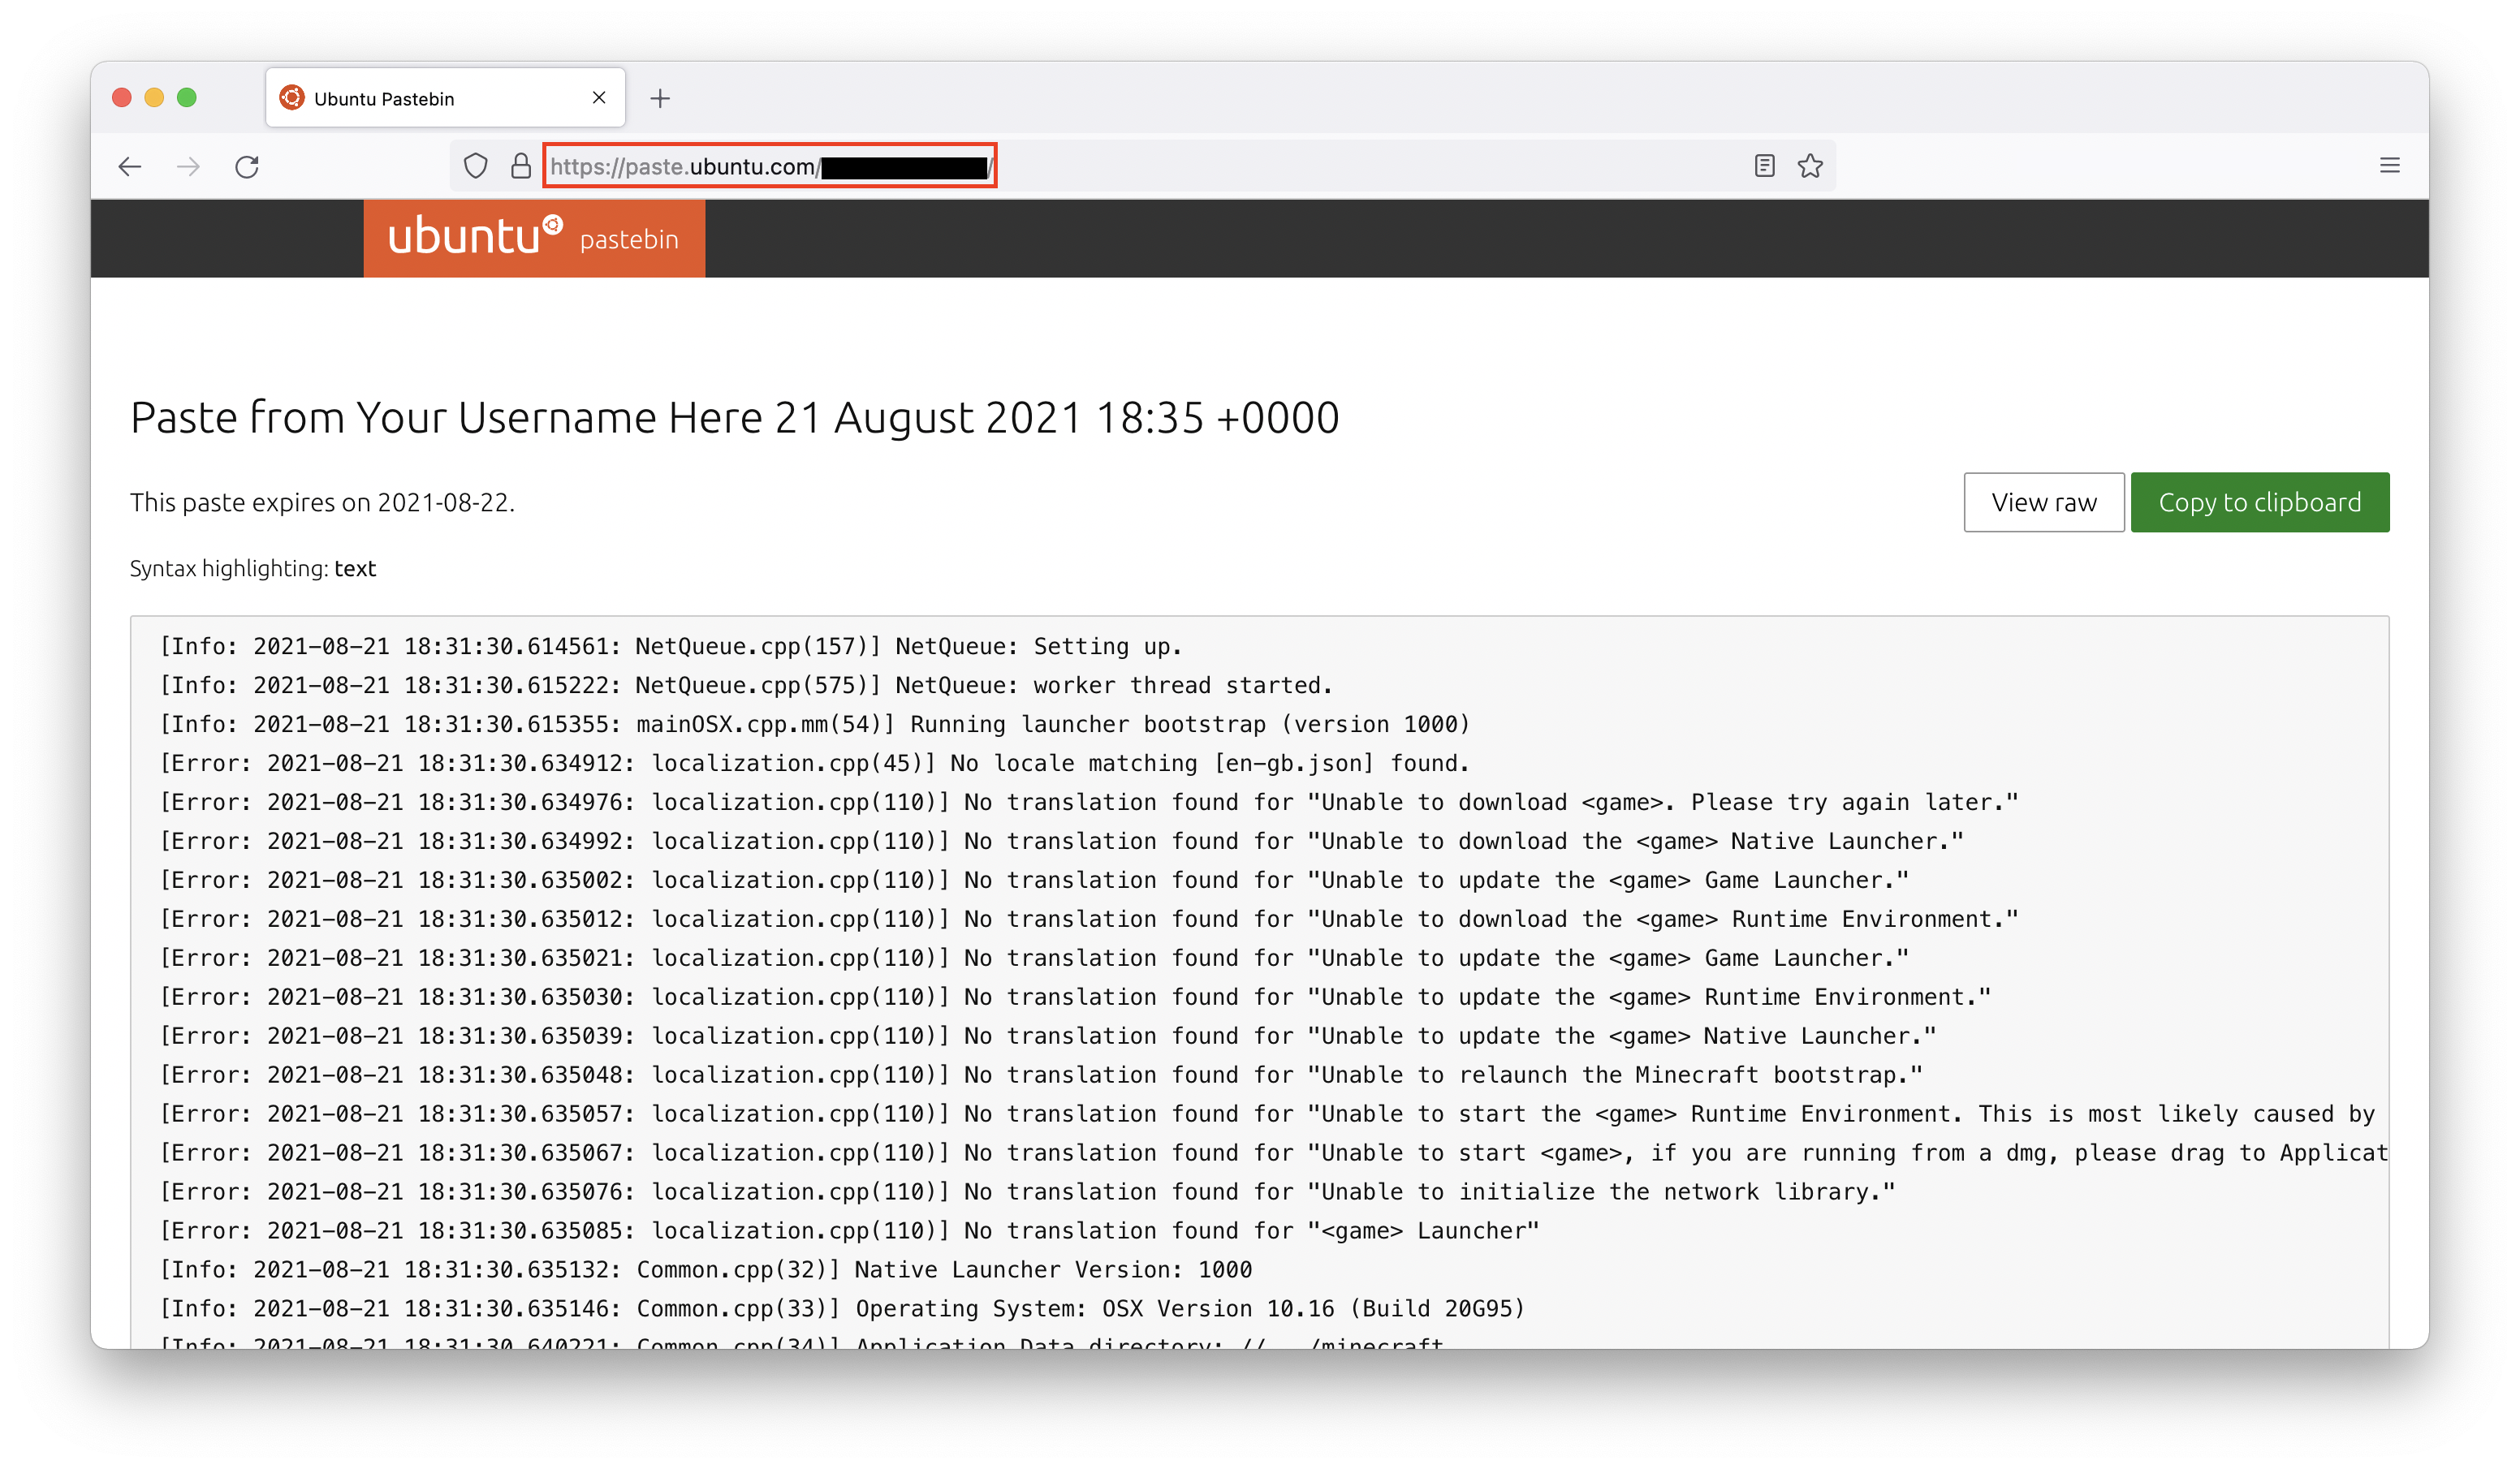 Ubuntu Pastebin
https://paste.ubuntu.com/ /
ubuntu pastebin
Paste from Your Username Here 21 August 2021 18:35 +0000
This paste expires on 2021-08-22.
View raw
Copy to clipboard
Syntax highlighting: text
[Info: 2021-08-21 18:31:30.614561: NetQueue.cpp(157)] NetQueue: Setting up.
[Info: 2021-08-21 18:31:30.615222: NetQueue.cpp(575)] NetQueue: worker thread started.
[Info: 2021-08-21 18:31:30.615355: mainOSX.cpp.mm(54)] Running launcher bootstrap (version 1000)
[Error: 2021-08-21 18:31:30.634912: localization.cpp(45)] No locale matching [en-gb.json] found.
[Error: 2021-08-21 18:31:30.634976: localization.cpp(110)] No translation found for "Unable to download <game>. Please try again later."
[Error: 2021-08-21 18:31:30.634992: localization.cpp(110)] No translation found for "Unable to download the <game> Native Launcher."
[Error: 2021-08-21 18:31:30.635002: localization.cpp(110)] No translation found for "Unable to update the <game> Game Launcher."
[Error: 2021-08-21 18:31:30.635012: localization.cpp(110)] No translation found for "Unable to download the <game> Runtime Environment."
[Error: 2021-08-21 18:31:30.635021: localization.cpp(110)] No translation found for "Unable to update the <game> Game Launcher."
[Error: 2021-08-21 18:31:30.635030: localization.cpp(110)] No translation found for "Unable to update the <game> Runtime Environment."
[Error: 2021-08-21 18:31:30.635039: localization.cpp(110)] No translation found for "Unable to update the <game> Native Launcher."
[Error: 2021-08-21 18:31:30.635048: localization.cpp(110)] No translation found for "Unable to relaunch the Minecraft bootstrap."
[Error: 2021-08-21 18:31:30.635057: localization.cpp(110)] No translation found for "Unable to start the <game> Runtime Environment. This is most likely caused by
[Error: 2021-08-21 18:31:30.635067: localization.cpp(110)] No translation found for "Unable to start <game>, if you are running from a dmg, please drag to Applicat
[Error: 2021-08-21 18:31:30.635076: localization.cpp(110)] No translation found for "Unable to initialize the network library."
[Error: 2021-08-21 18:31:30.635085: localization.cpp(110)] No translation found for "<game> Launcher"
[Info: 2021-08-21 18:31:30.635132: Common.cpp(32)] Native Launcher Version: 1000
[Info: 2021-08-21 18:31:30.635146: Common.cpp(33)] Operating System: OSX Version 10.16 (Build 20G95)
[Info: 2021-08-21 18:31:30.640221: Common.cpp(34)] Application Data directory: //.../minecraft